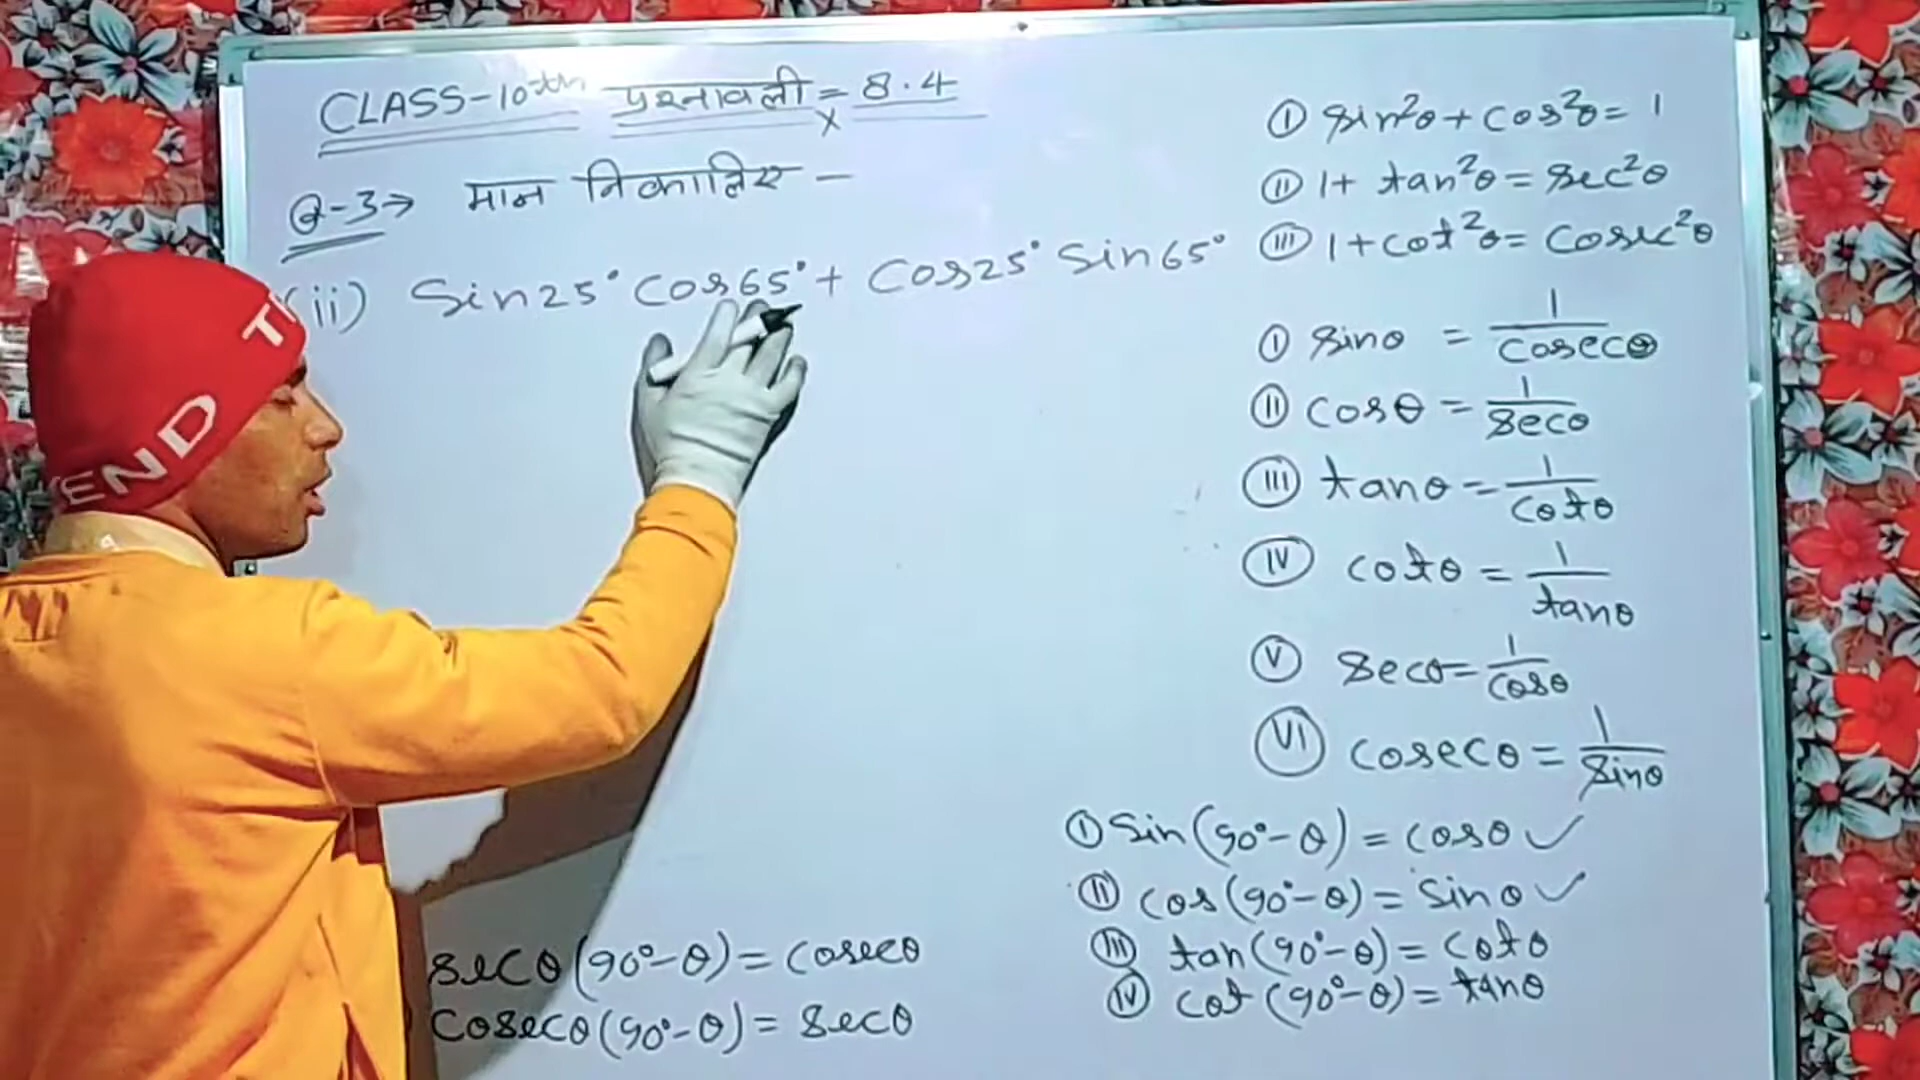 CLASS-10th प्रश्नावली = 8.4
x
Q-3→ मान निकालिए –
(ii) Sin25° Cos65° + Cos25° Sin65°
END
① sin²θ + cos²θ = 1
② 1 + tan²θ = sec²θ
③ 1 + cot²θ = cosec²θ
① sinθ = 1/cosecθ
② cosθ = 1/secθ
③ tanθ = 1/cotθ
④ cotθ = 1/tanθ
⑤ secθ = 1/cosθ
⑥ cosecθ = 1/sinθ
① Sin(90°-θ) = cosθ ✓
② cos(90°-θ) = Sinθ ✓
③ tan(90°-θ) = cotθ
④ cot(90°-θ) = tanθ
secθ(90°-θ) = cosecθ
cosecθ(90°-θ) = secθ